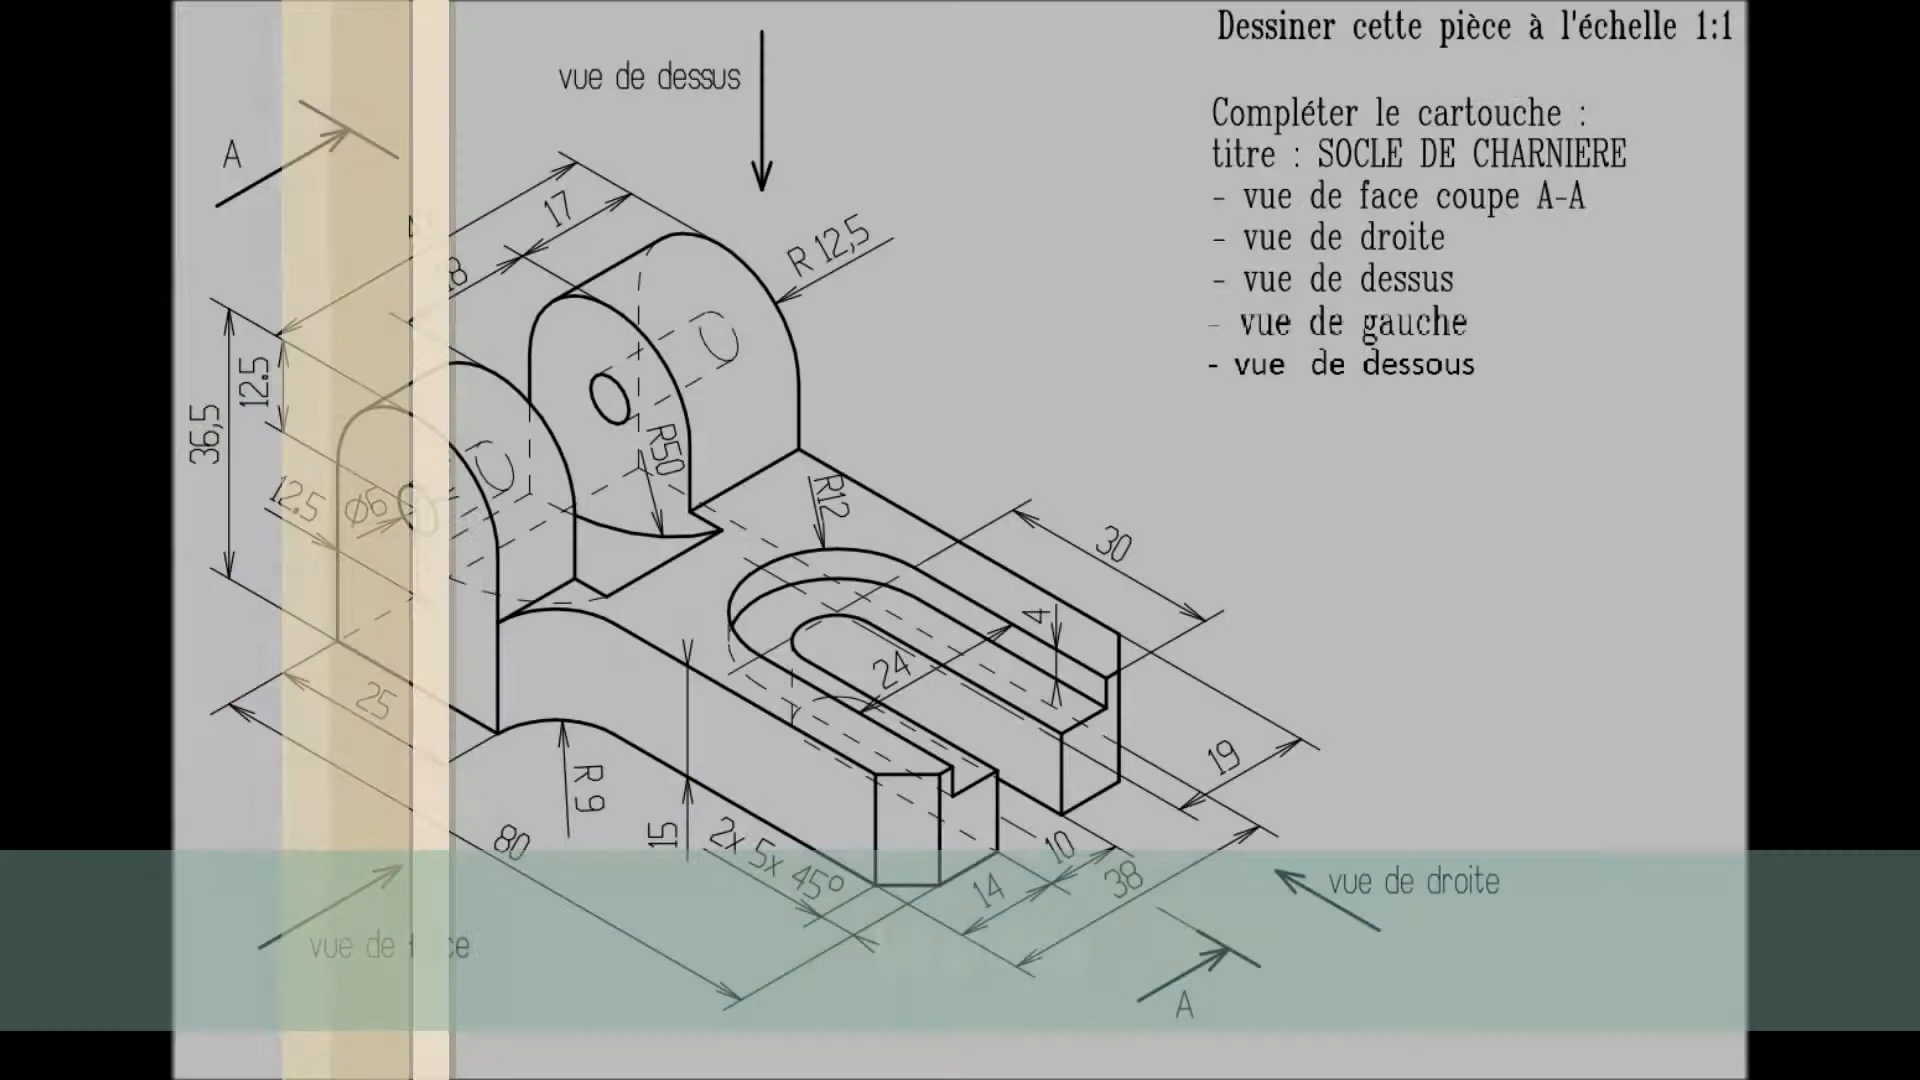 Dessiner cette pièce à l'échelle 1:1
vue de dessus
Compléter le cartouche :
titre : SOCLE DE CHARNIERE
- vue de face coupe A-A
- vue de droite
- vue de dessus
- vue de gauche
- vue de dessous
A
17
R 12,5
12.5
36,5
R50
12.5
Ø6
R12
30
4
24
25
19
R 9
80
15
2x 5x 45°
10
14
38
vue de droite
vue de
A